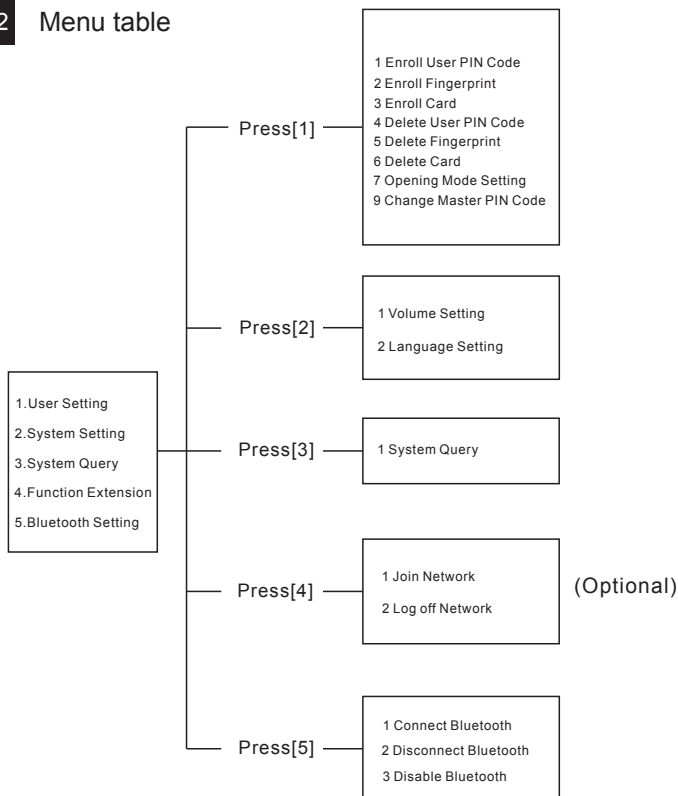 2 Menu table
1 Enroll User PIN Code
2 Enroll Fingerprint
3 Enroll Card
4 Delete User PIN Code
5 Delete Fingerprint
6 Delete Card
7 Opening Mode Setting
9 Change Master PIN Code
Press[1]
1 Volume Setting
2 Language Setting
Press[2]
1.User Setting
2.System Setting
3.System Query
4.Function Extension
5.Bluetooth Setting
Press[3]
1 System Query
Press[4]
1 Join Network
2 Log off Network
(Optional)
Press[5]
1 Connect Bluetooth
2 Disconnect Bluetooth
3 Disable Bluetooth